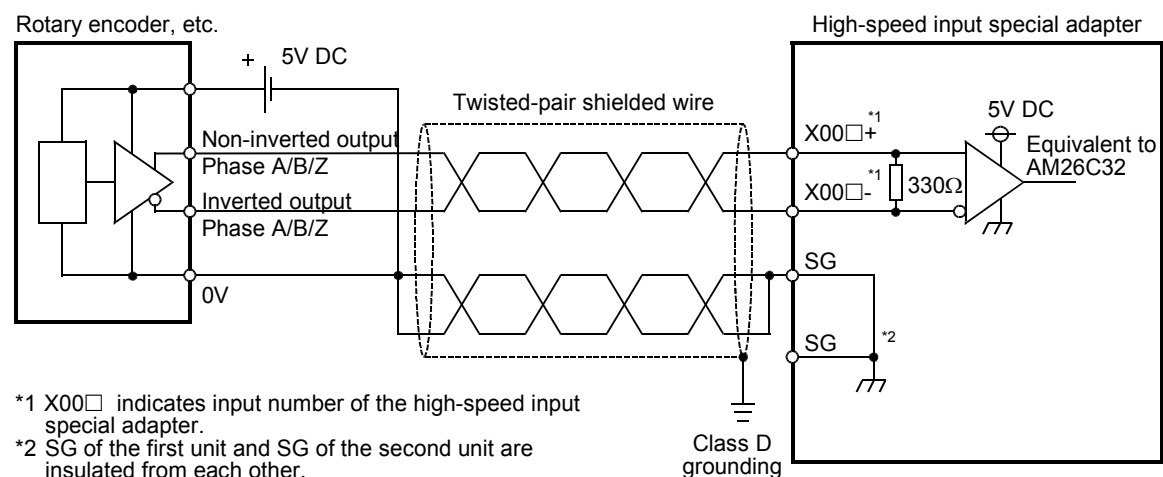 Rotary encoder, etc.
High-speed input special adapter
+ 5V DC
Twisted-pair shielded wire
Non-inverted output
Phase A/B/Z
Inverted output
Phase A/B/Z
0V
X00□+*1
X00□-*1
330Ω
5V DC
Equivalent to
AM26C32
SG
SG
*2
Class D
grounding
*1 X00□ indicates input number of the high-speed input
special adapter.
*2 SG of the first unit and SG of the second unit are
insulated from each other.